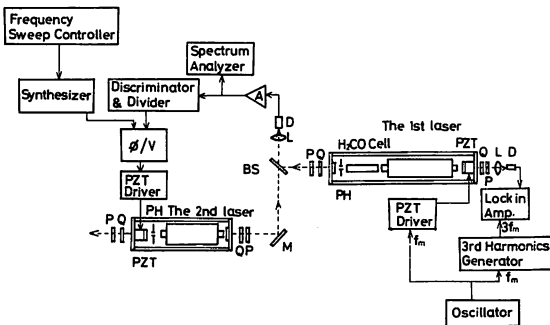 Frequency
Sweep Controller
Synthesizer
Spectrum
Analyzer
Discriminator
& Divider
A
D
L
BS
ø/V
PZT
Driver
P Q
PH The 2nd laser
PZT
QP
M
The 1st laser
P Q
H₂CO Cell
PZT
Q L D
P
PH
Lock in
Amp.
3fm
PZT
Driver
3rd Harmonics
Generator
fm
fm
Oscillator